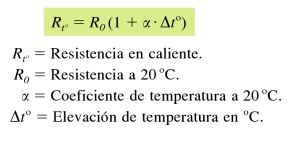 R_t° = R_0 (1 + α · Δt°)
R_t° = Resistencia en caliente.
R_0 = Resistencia a 20 °C.
α = Coeficiente de temperatura a 20 °C.
Δt° = Elevación de temperatura en °C.